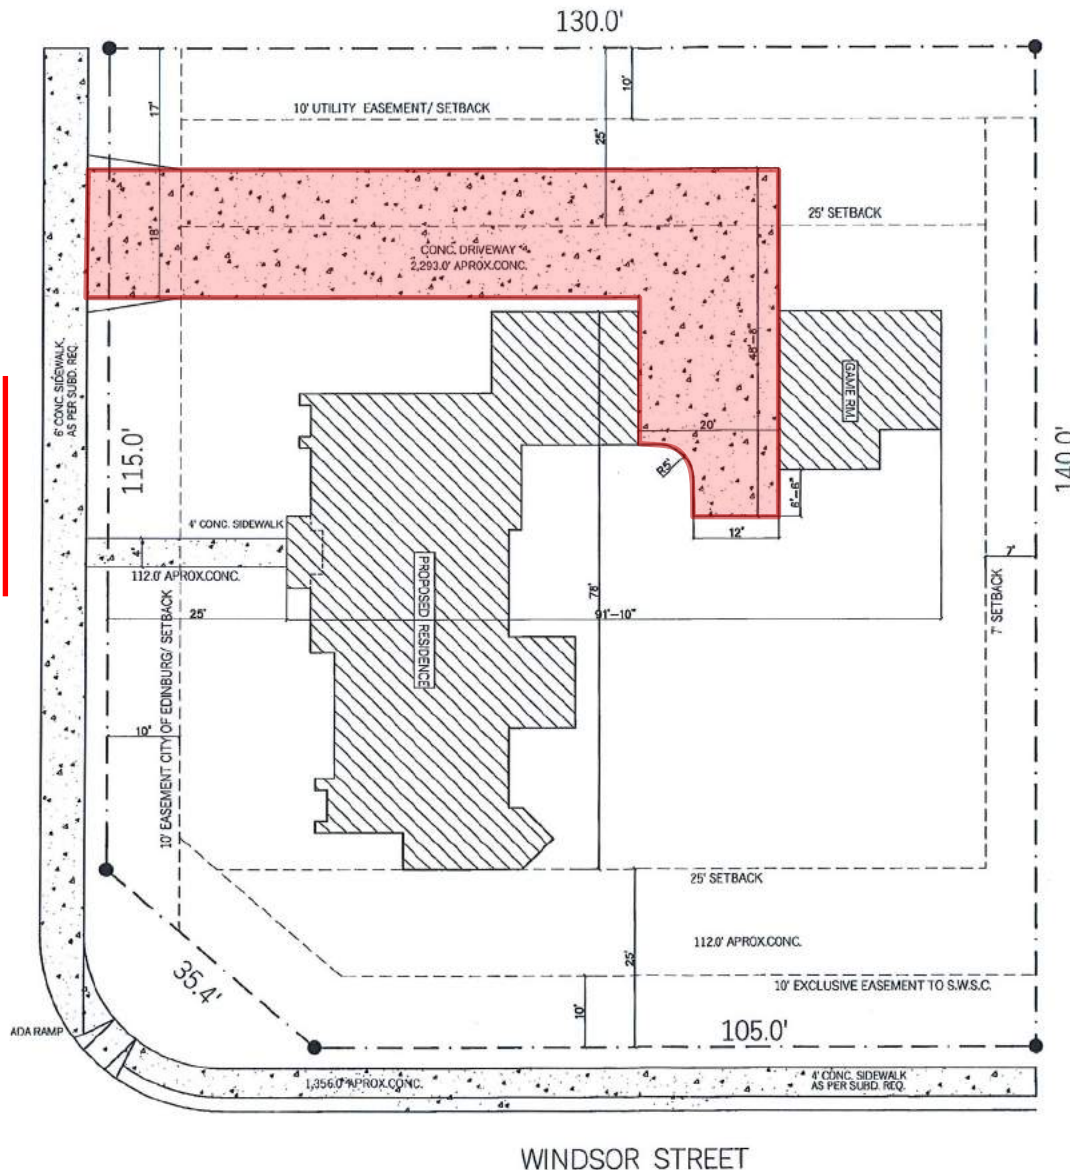 130.0'
10'
17'
10' UTILITY EASEMENT/ SETBACK
25'
25' SETBACK
18'
CONC. DRIVEWAY
2,293.0' APROX.CONC.
48'-8"
6' CONC. SIDEWALK,
AS PER SUBD. REQ.
GAME RM.
115.0'
140.0'
20'
R5'
6'-6"
4' CONC. SIDEWALK
12'
4'
7'
112.0' APROX.CONC.
PROPOSED RESIDENCE
78'
25'
91'-10"
7' SETBACK
10' EASEMENT CITY OF EDINBURG/ SETBACK
10'
25' SETBACK
112.0' APROX.CONC.
25'
35.4'
10' EXCLUSIVE EASEMENT TO S.W.S.C.
10'
ADA RAMP
105.0'
1,356.0' APROX.CONC.
4' CONC. SIDEWALK
AS PER SUBD. REQ.
WINDSOR STREET